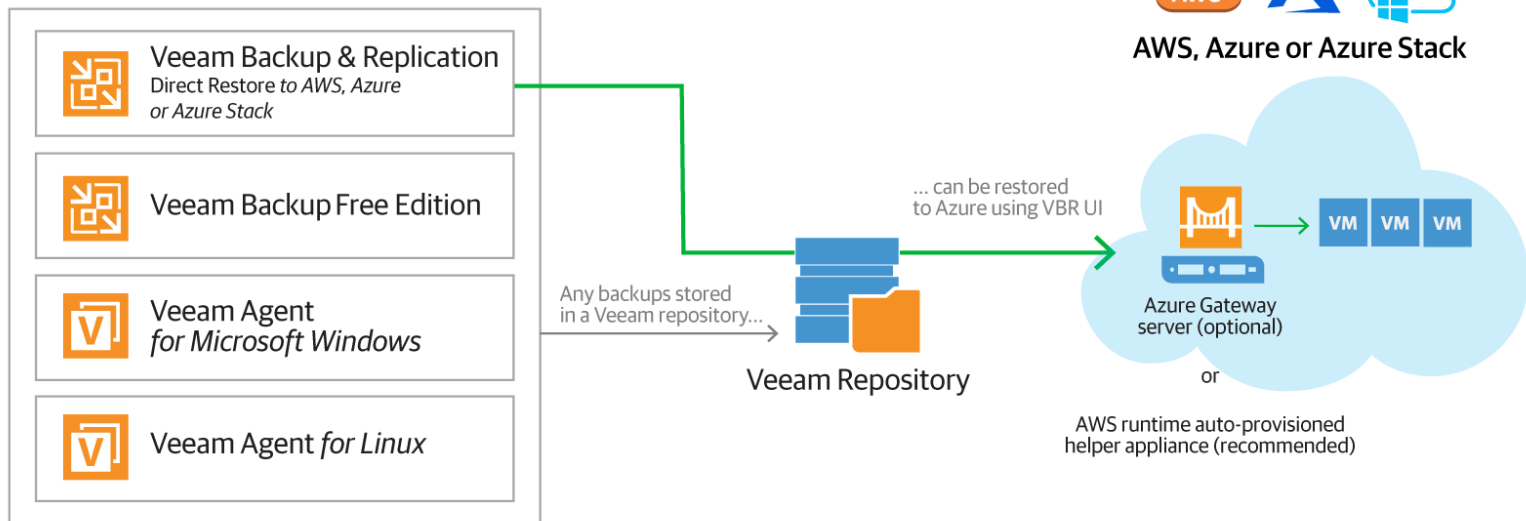 Veeam Backup & Replication
Direct Restore to AWS, Azure
or Azure Stack
Veeam Backup Free Edition
Veeam Agent
for Microsoft Windows
Veeam Agent for Linux
Any backups stored
in a Veeam repository...
Veeam Repository
... can be restored
to Azure using VBR UI
AWS, Azure or Azure Stack
VM VM VM
Azure Gateway
server (optional)
or
AWS runtime auto-provisioned
helper appliance (recommended)
V
V